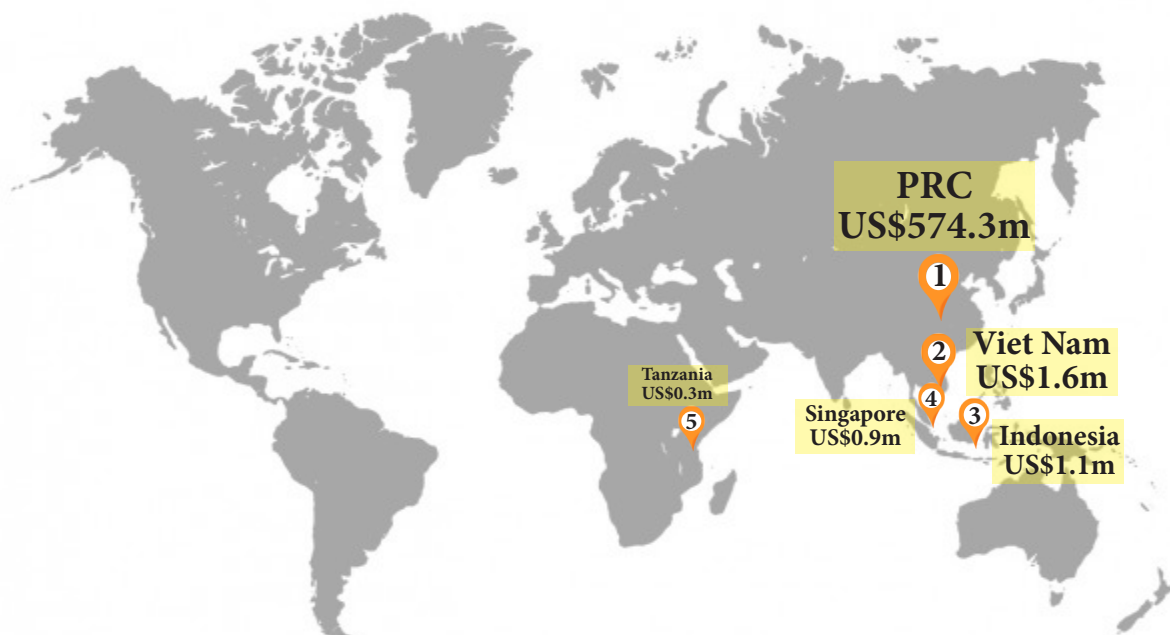 PRC
US$574.3m
1
2
Viet Nam
US$1.6m
Tanzania
US$0.3m
4
Singapore
US$0.9m
3
5
Indonesia
US$1.1m